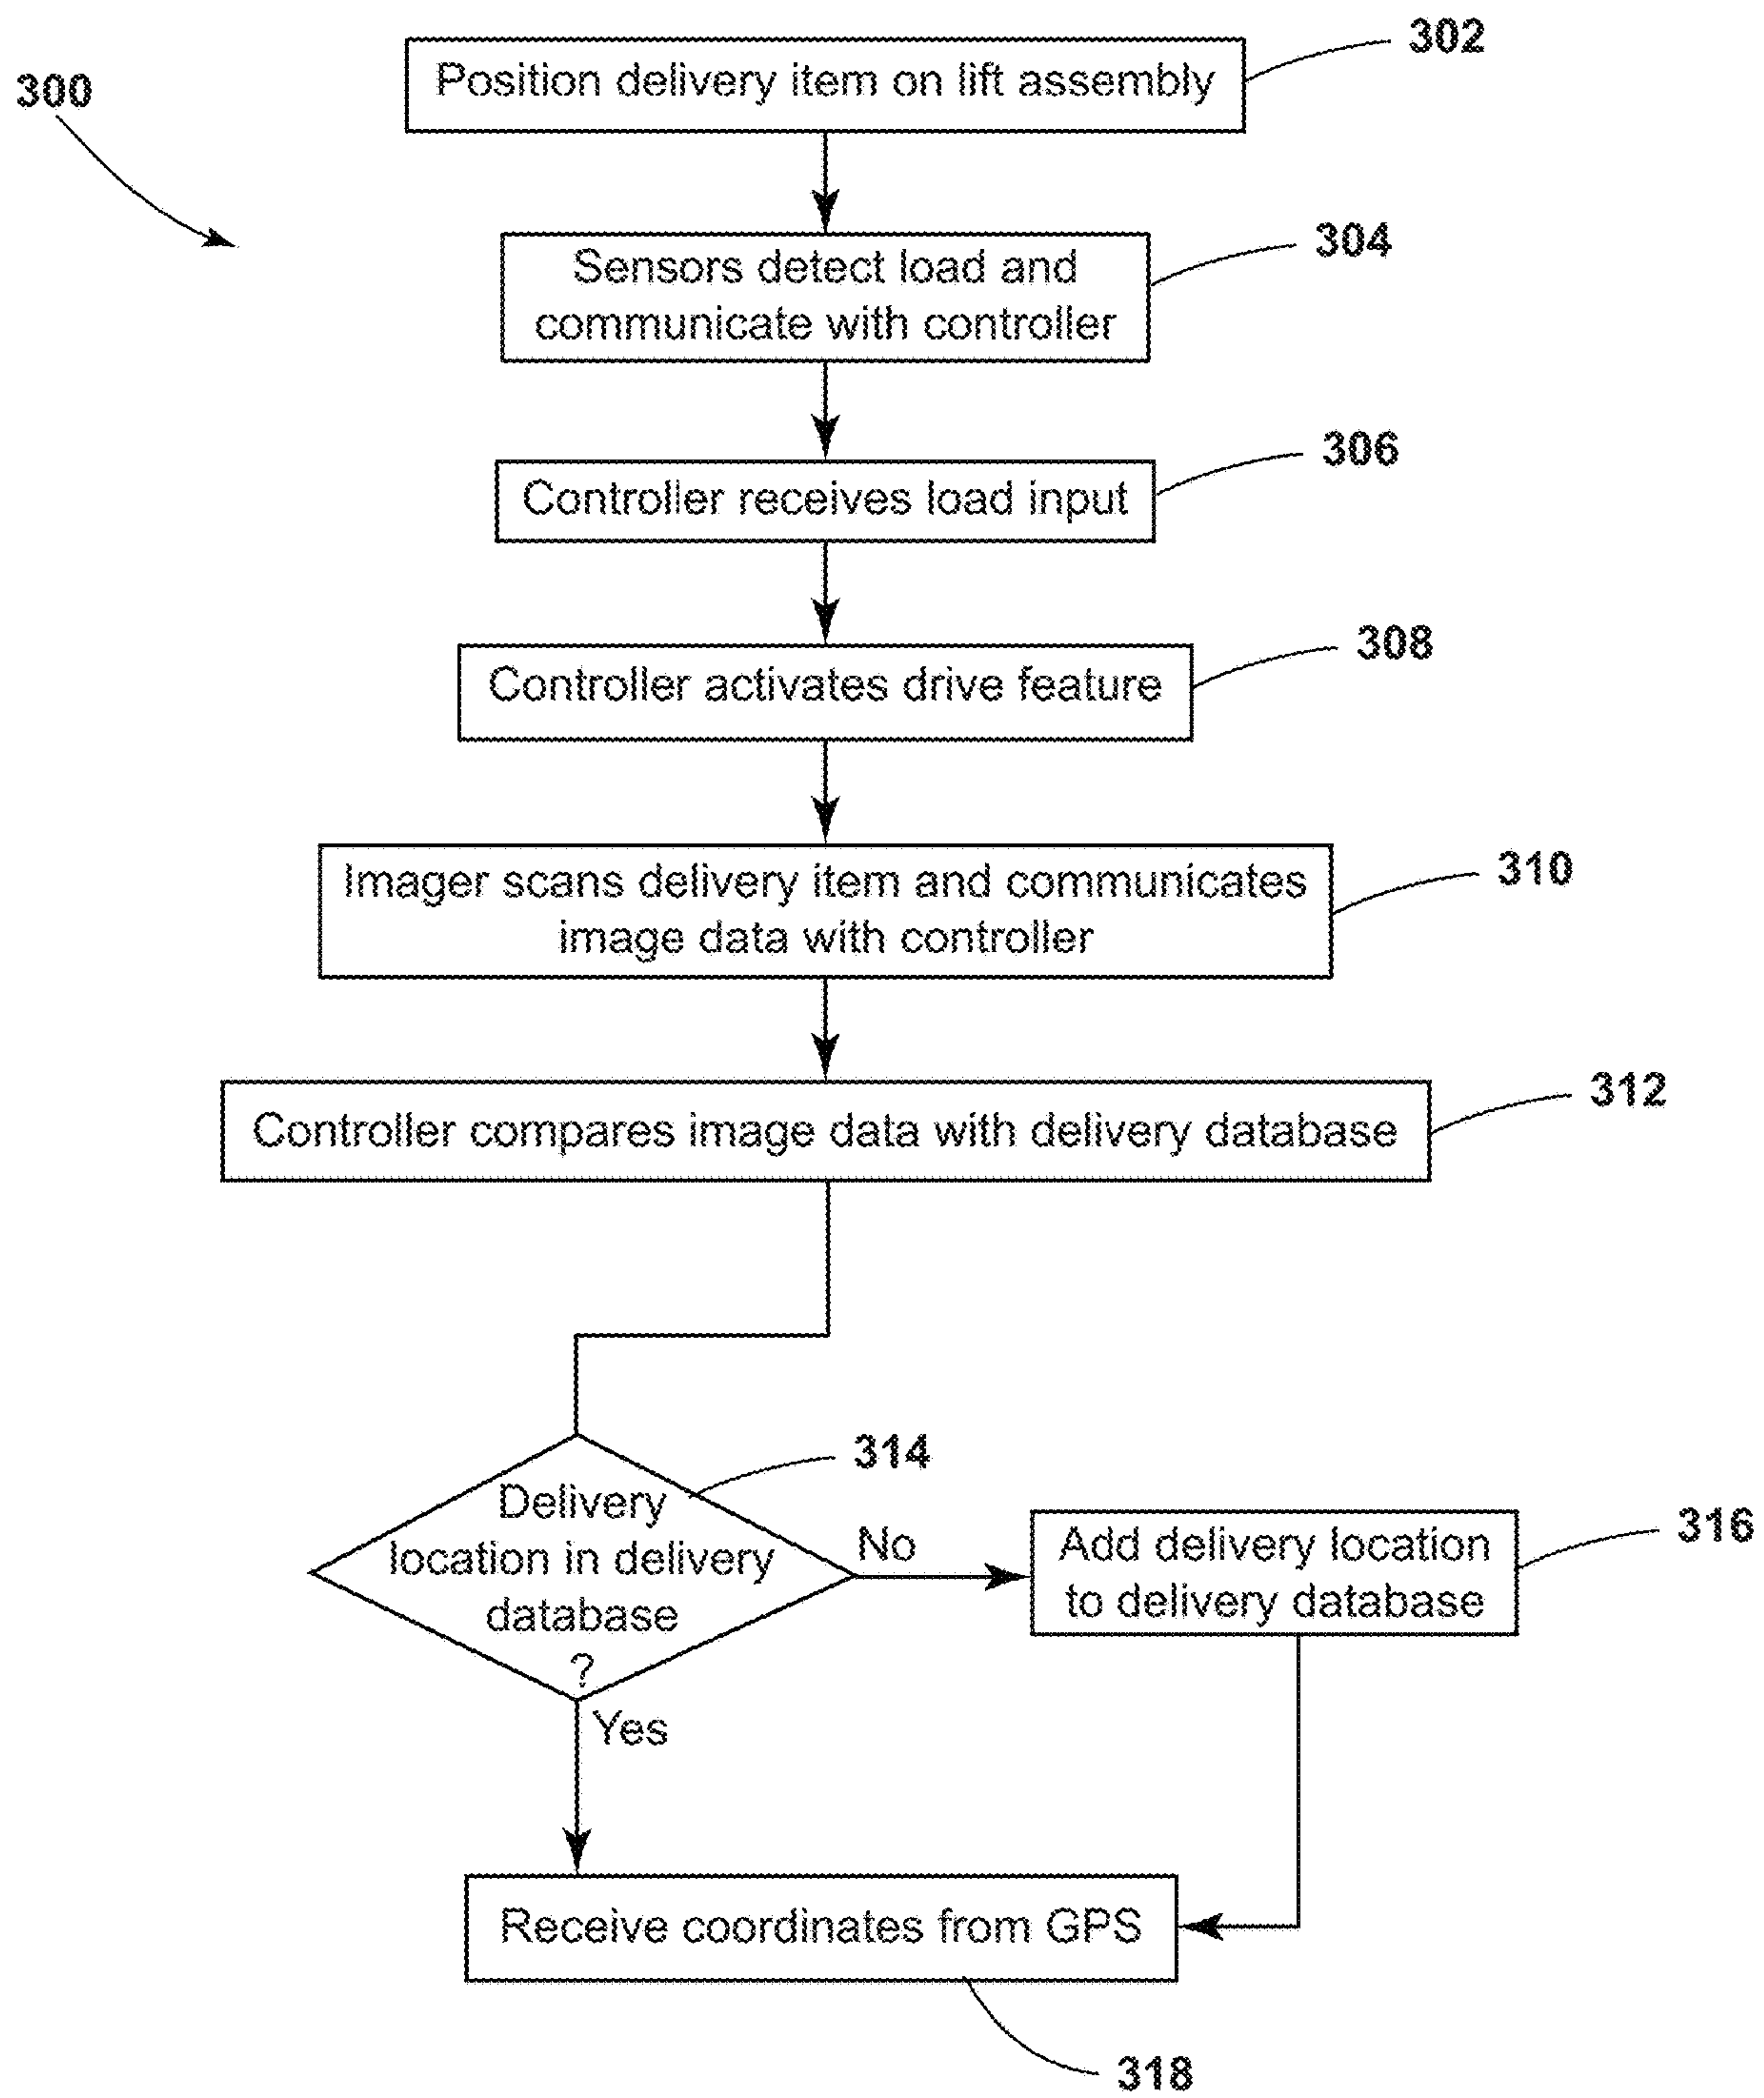 300
302
Position delivery item on lift assembly
304
Sensors detect load and
communicate with controller
306
Controller receives load input
308
Controller activates drive feature
310
Imager scans delivery item and communicates
image data with controller
312
Controller compares image data with delivery database
314
Delivery
location in delivery
database
?
No
316
Add delivery location
to delivery database
Yes
Receive coordinates from GPS
318